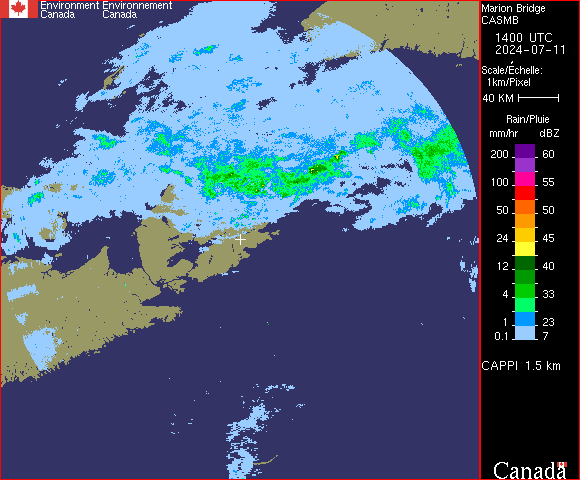 Environment Environnement
Canada Canada
Marion Bridge
CASMB
1400 UTC
2024-07-11
Scale/Échelle:
1km/Pixel
40 KM
Rain/Pluie
mm/hr dBZ
200 60
100 55
50 50
24 45
12 39
4 33
1 23
0.1 7
CAPPI 1.5 km
Canada